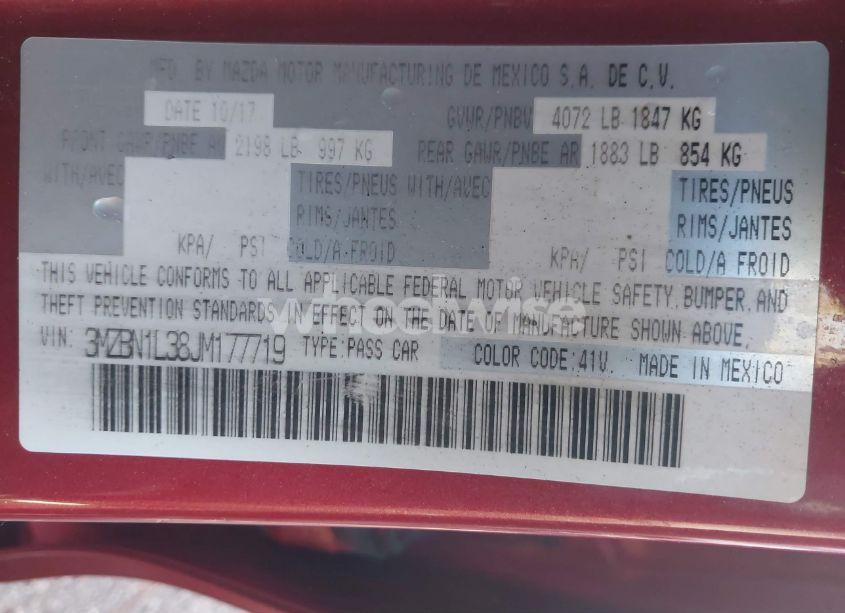 MFD. BY MAZDA MOTOR MANUFACTURING DE MEXICO S.A. DE C.V.
DATE 10/17 GVWR/PNBV 4072 LB 1847 KG
FRONT GAWR/PNBE AV 2198 LB 997 KG REAR GAWR/PNBE AR 1883 LB 854 KG
WITH/AVEC TIRES/PNEUS WITH/AVEC TIRES/PNEUS
RIMS/JANTES RIMS/JANTES
KPA/ PSI COLD/A FROID KPA/ PSI COLD/A FROID
THIS VEHICLE CONFORMS TO ALL APPLICABLE FEDERAL MOTOR VEHICLE SAFETY, BUMPER, AND
THEFT PREVENTION STANDARDS IN EFFECT ON THE DATE OF MANUFACTURE SHOWN ABOVE,
wheelwise
VIN: 3MZBN1L38JM177719 TYPE: PASS CAR COLOR CODE: 41V. MADE IN MEXICO